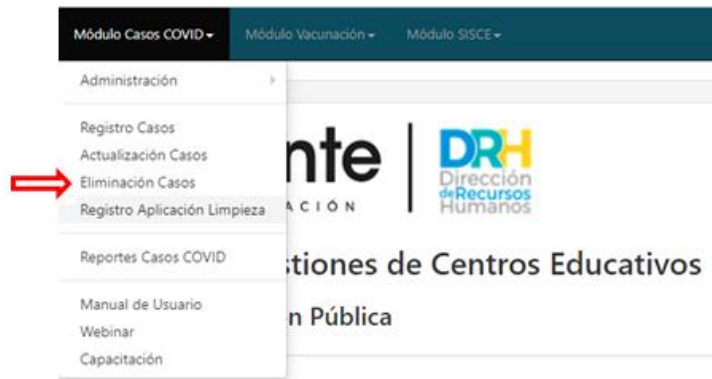 Módulo Casos COVID Módulo Vacunación Módulo SISCE
Administración
Registro Casos
Actualización Casos
Eliminación Casos
Registro Aplicación Limpieza
Reportes Casos COVID
Manual de Usuario
Webinar
Capacitación
nte
ACIÓN
DRH
Dirección
de Recursos
Humanos
stiones de Centros Educativos
n Pública